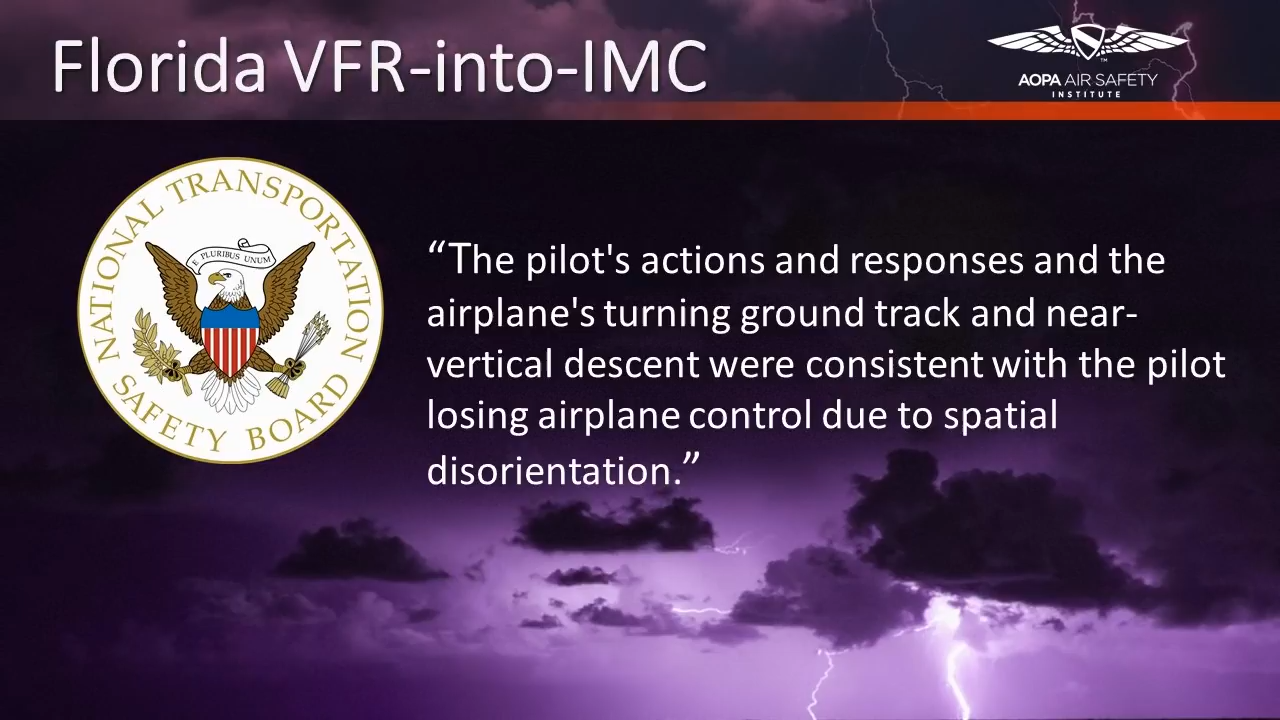 Florida VFR-into-IMC
AOPA AIR SAFETY
INSTITUTE
TM
NATIONAL TRANSPORTATION
SAFETY BOARD
E PLURIBUS UNUM
“The pilot's actions and responses and the
airplane's turning ground track and near-
vertical descent were consistent with the pilot
losing airplane control due to spatial
disorientation.”